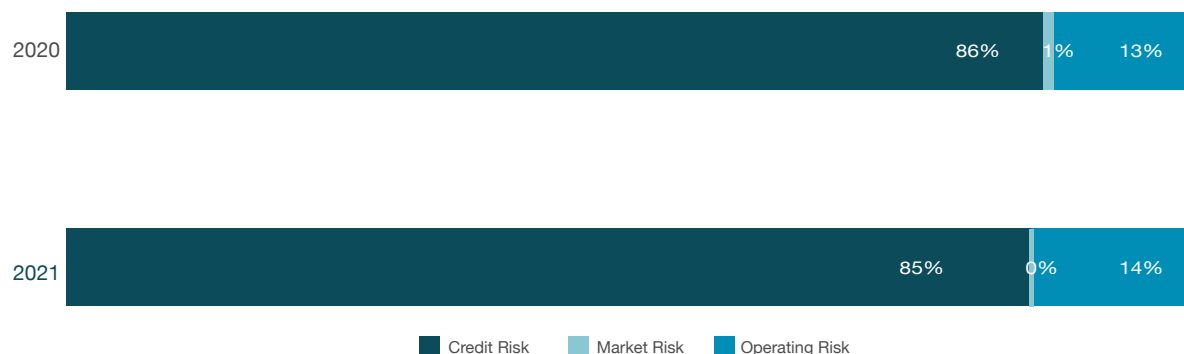 2020 86% 1% 13%
2021 85% 0% 14%
Credit Risk Market Risk Operating Risk